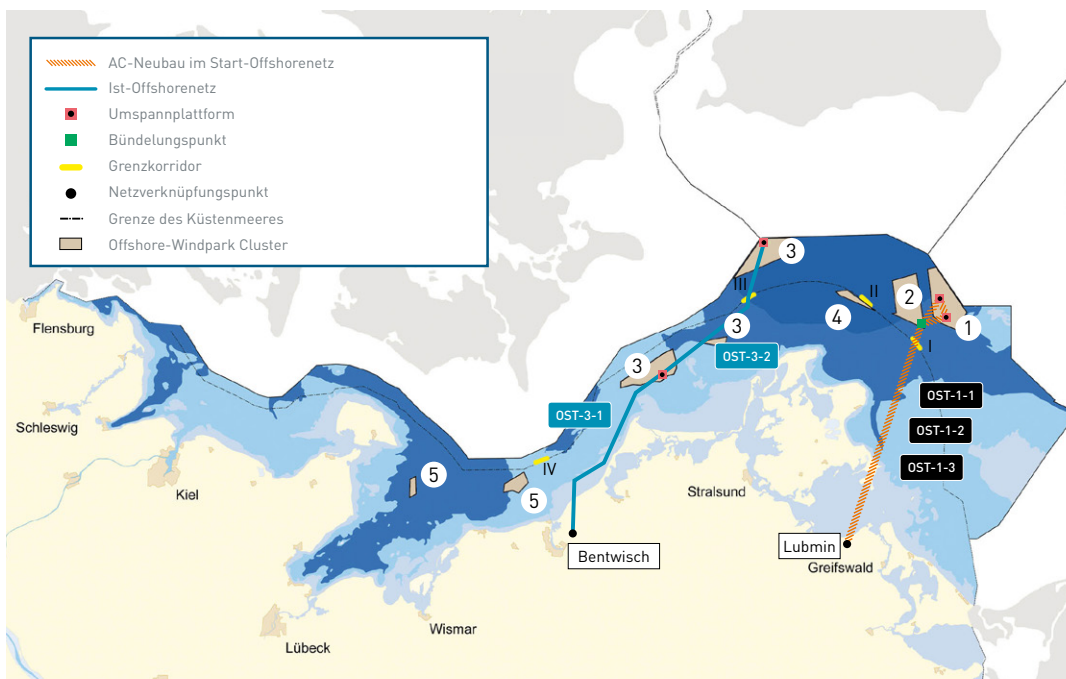 AC-Neubau im Start-Offshorenetz
Ist-Offshorenetz
Umspannplattform
Bündelungspunkt
Grenzkorridor
Netzverknüpfungspunkt
Grenze des Küstenmeeres
Offshore-Windpark Cluster
3
III
II
2
4
1
I
3
OST-3-2
3
OST-3-1
OST-1-1
OST-1-2
OST-1-3
IV
5
5
Flensburg
Schleswig
Kiel
Stralsund
Bentwisch
Lubmin
Greifswald
Wismar
Lübeck